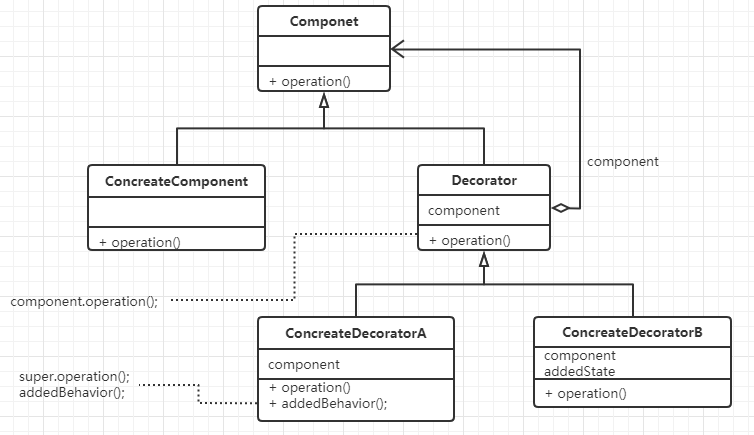 Componet
+ operation()
component
ConcreateComponent
+ operation()
Decorator
component
+ operation()
component.operation();
ConcreateDecoratorA
component
+ operation()
+ addedBehavior();
ConcreateDecoratorB
component
addedState
+ operation()
super.operation();
addedBehavior();